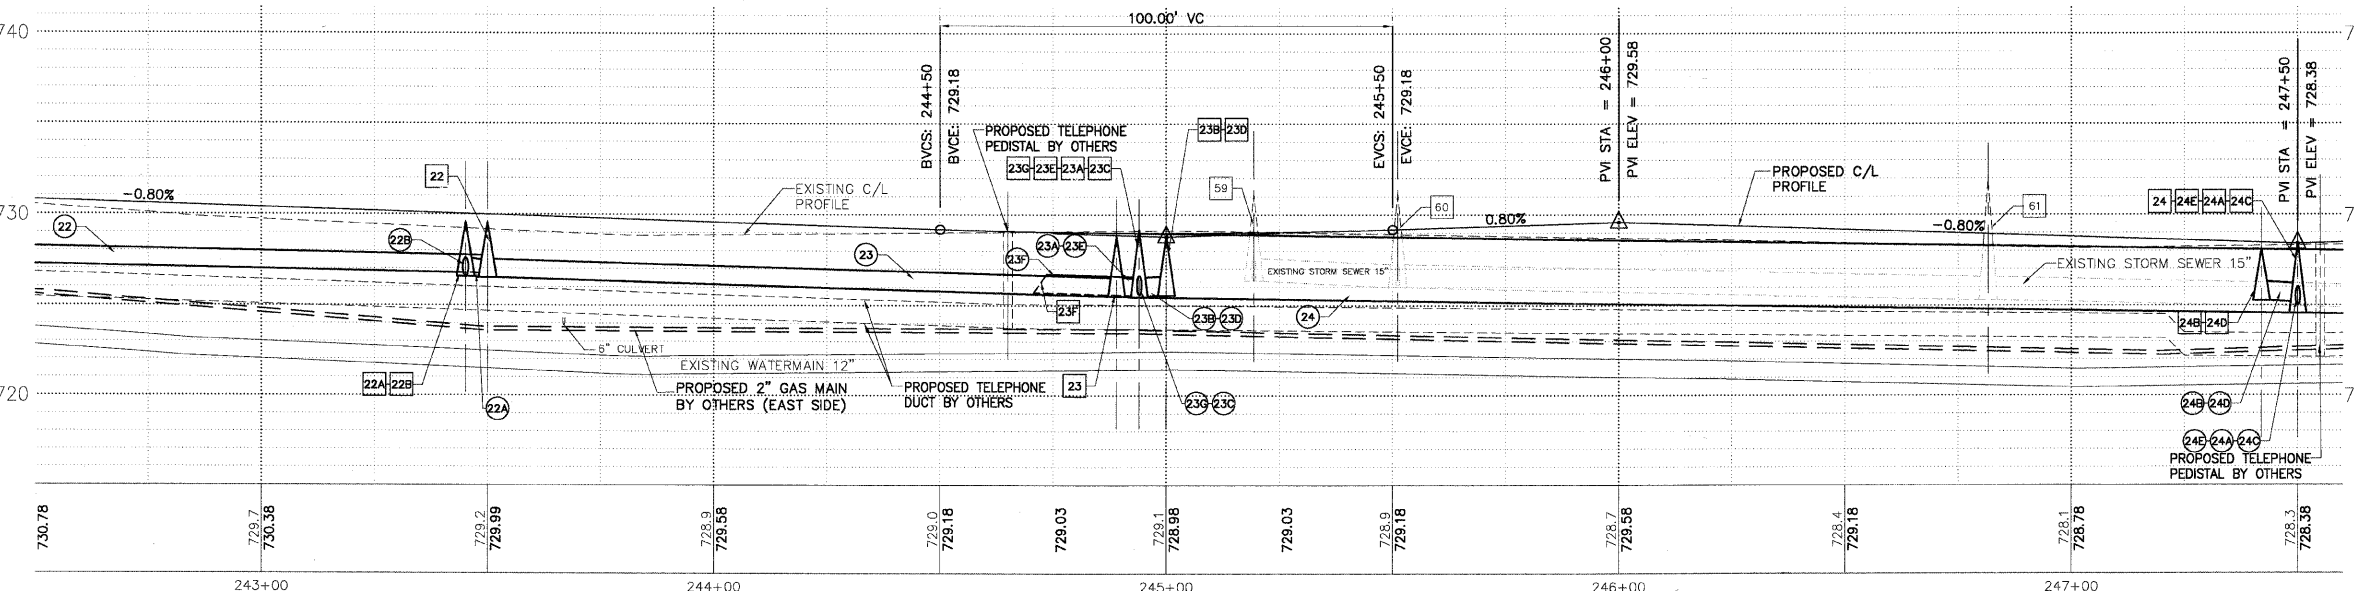 100.00' VC
740
7
BVCS: 244+50
BVCE: 729.18
EVCS: 245+50
EVCE: 729.18
PVI STA = 246+00
PVI ELEV = 729.58
PVI STA = 247+50
PVI ELEV = 728.38
PROPOSED TELEPHONE
PEDISTAL BY OTHERS
23G 23E 23A 23C
23B 23D
22
59
60
61
EXISTING C/L
PROFILE
PROPOSED C/L
PROFILE
24 24E 24A 24C
-0.80%
0.80%
-0.80%
730
7
22
22B
23
23A 23E
23F
23F
EXISTING STORM SEWER 15"
EXISTING STORM SEWER 15"
23B 23D
24
24B 24D
6" CULVERT
EXISTING WATERMAIN 12"
22A 22B
22A
PROPOSED 2" GAS MAIN
BY OTHERS (EAST SIDE)
PROPOSED TELEPHONE
DUCT BY OTHERS
23
23G 23C
720
7
24B 24D
24E 24A 24C
PROPOSED TELEPHONE
PEDISTAL BY OTHERS
730.78
729.7
730.38
729.2
729.99
728.9
729.58
729.0
729.18
729.03
729.1
728.98
729.03
728.9
729.18
728.7
729.58
728.4
729.18
728.1
728.78
728.3
728.38
243+00
244+00
245+00
246+00
247+00